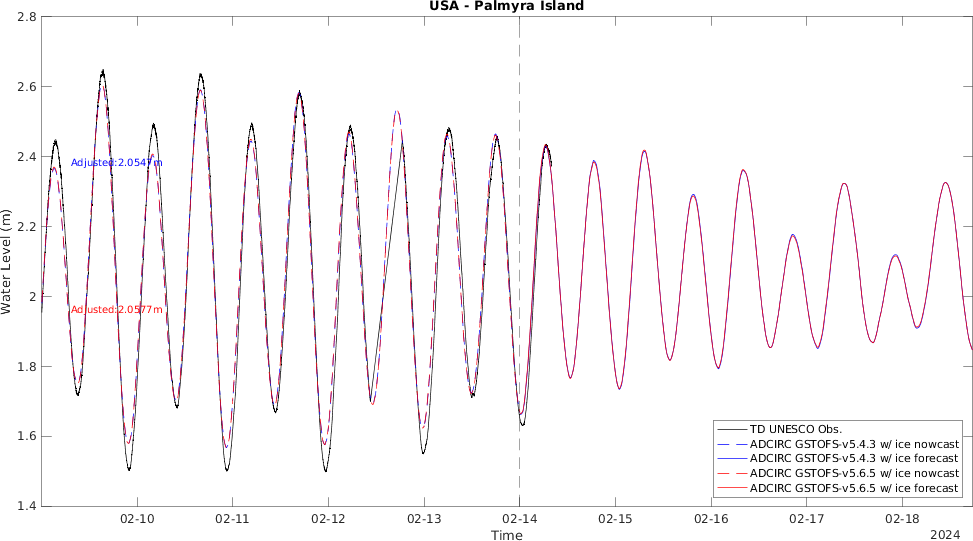 USA - Palmyra Island
2.8
2.6
2.4
2.2
2
1.8
1.6
1.4
Water Level (m)
Adjusted:2.0547m
Adjusted:2.0577m
TD UNESCO Obs.
ADCIRC GSTOFS-v5.4.3 w/ ice nowcast
ADCIRC GSTOFS-v5.4.3 w/ ice forecast
ADCIRC GSTOFS-v5.6.5 w/ ice nowcast
ADCIRC GSTOFS-v5.6.5 w/ ice forecast
02-10 02-11 02-12 02-13 02-14 02-15 02-16 02-17 02-18
Time
2024